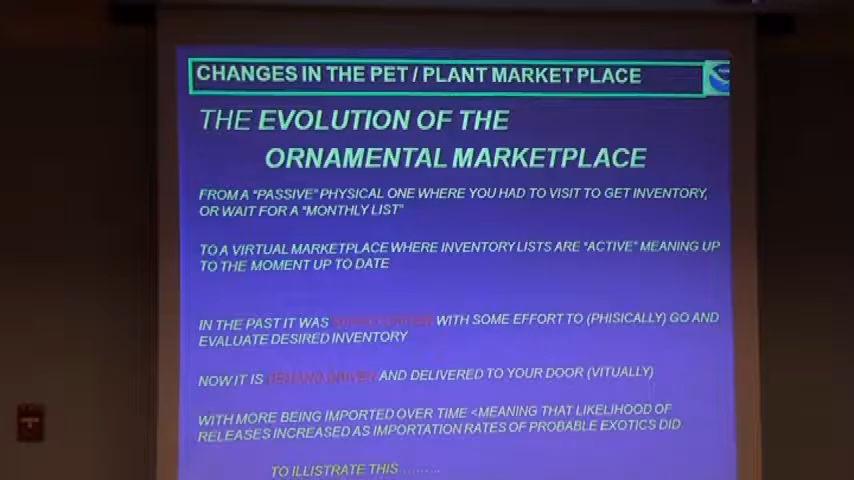 CHANGES IN THE PET / PLANT MARKET PLACE
THE EVOLUTION OF THE
ORNAMENTAL MARKETPLACE
FROM A "PASSIVE" PHYSICAL ONE WHERE YOU HAD TO VISIT TO GET INVENTORY,
OR WAIT FOR A "MONTHLY LIST"
TO A VIRTUAL MARKETPLACE WHERE INVENTORY LISTS ARE "ACTIVE" MEANING UP
TO THE MOMENT UP TO DATE
IN THE PAST IT WAS WITH SOME EFFORT TO (PHISICALLY) GO AND
EVALUATE DESIRED INVENTORY
NOW IT IS DEMAND DRIVEN AND DELIVERED TO YOUR DOOR (VITUALLY)
WITH MORE BEING IMPORTED OVER TIME <MEANING THAT LIKELIHOOD OF
RELEASES INCREASED AS IMPORTATION RATES OF PROBABLE EXOTICS DID
TO ILLISTRATE THIS .........